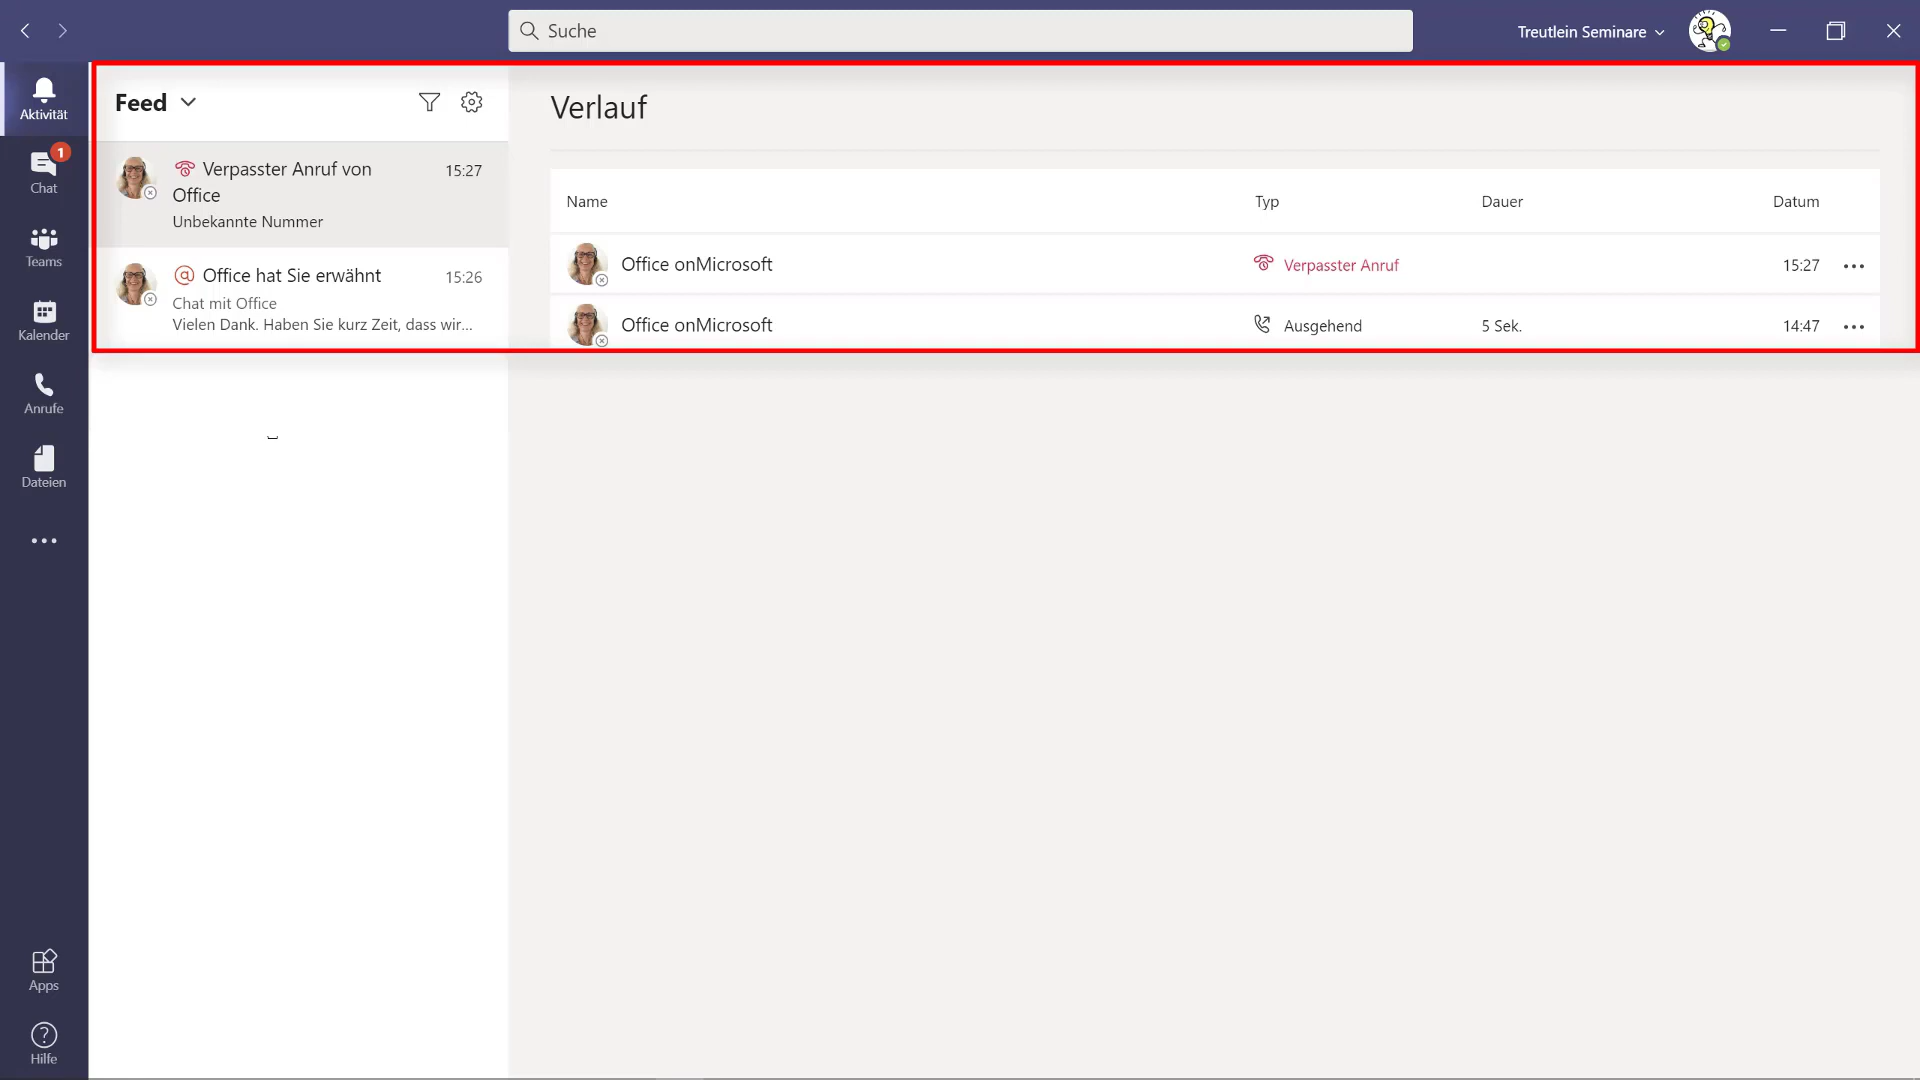 Suche
Treutlein Seminare
Aktivität
1
Chat
Teams
Kalender
Anrufe
Dateien
Apps
Hilfe
Feed
Verpasster Anruf von 15:27
Office
Unbekannte Nummer
Office hat Sie erwähnt 15:26
Chat mit Office
Vielen Dank. Haben Sie kurz Zeit, dass wir...
Verlauf
Name Typ Dauer Datum
Office onMicrosoft Verpasster Anruf 15:27
Office onMicrosoft Ausgehend 5 Sek. 14:47